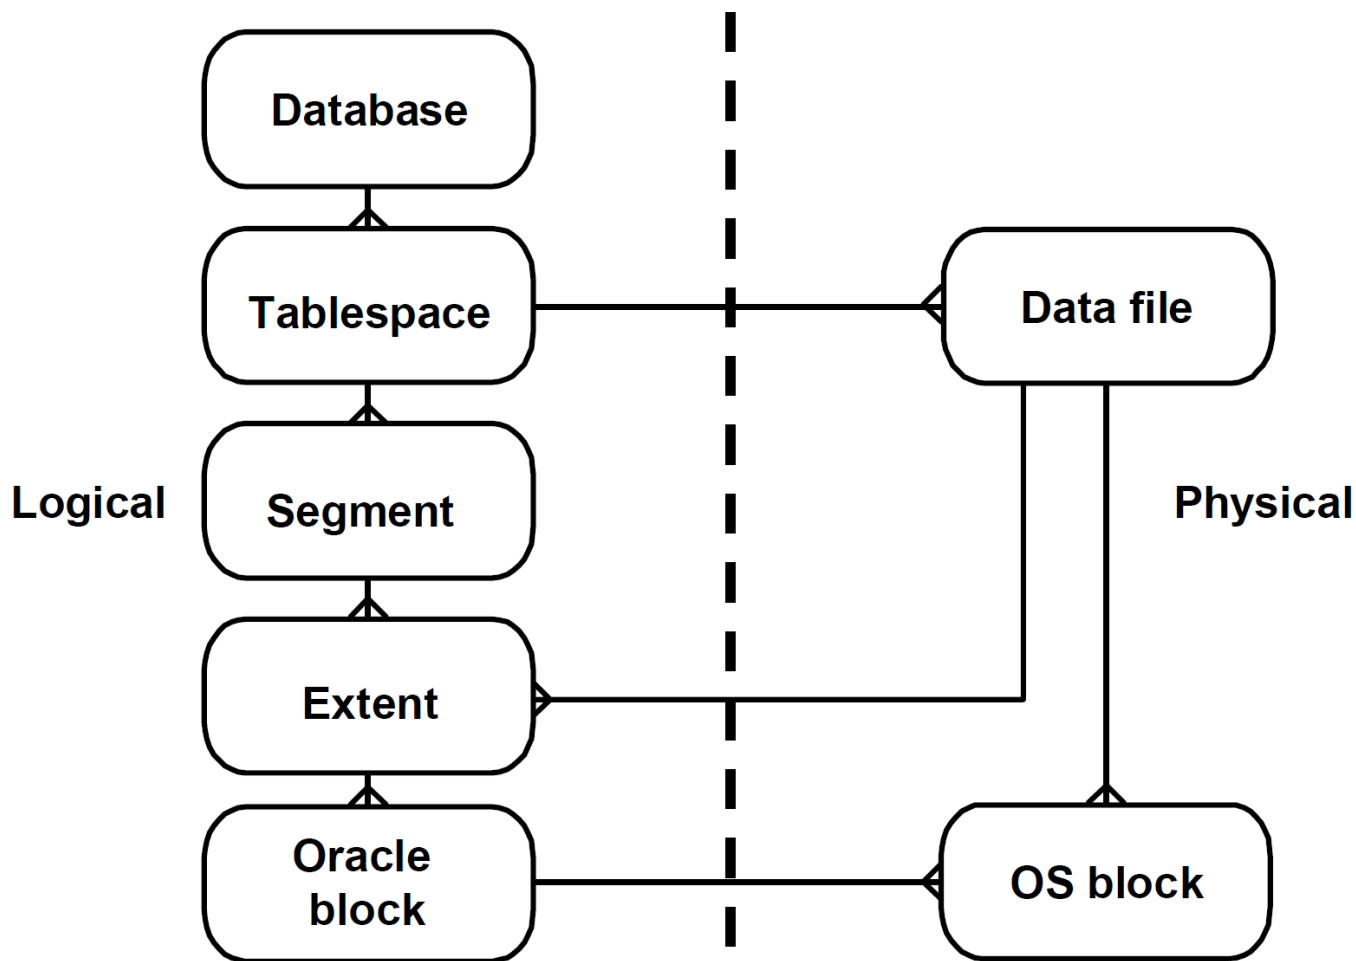 Database
Tablespace
Data file
Logical
Segment
Physical
Extent
Oracle
block
OS block